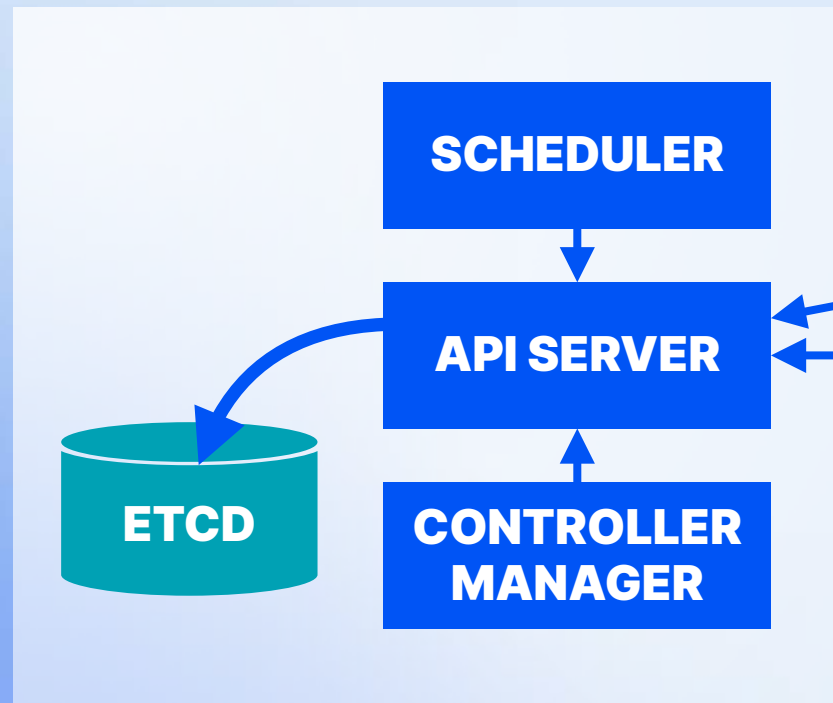 SCHEDULER
API SERVER
ETCD
CONTROLLER
MANAGER